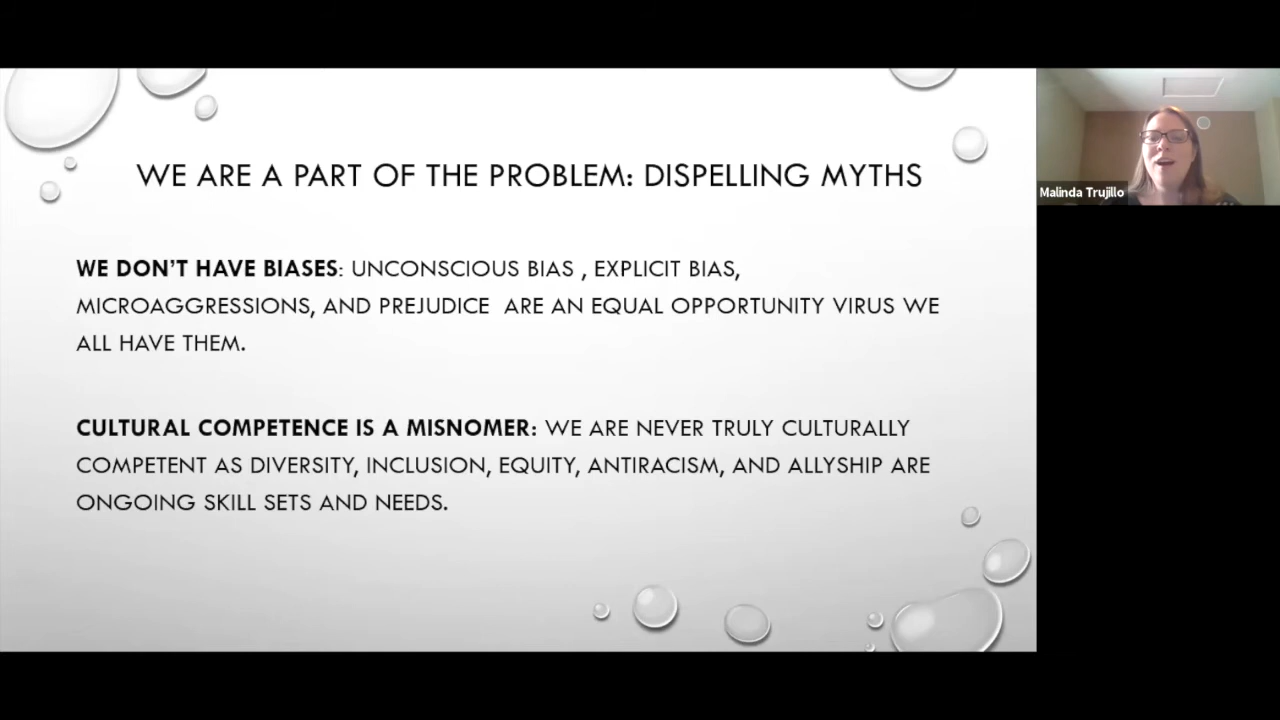 WE ARE A PART OF THE PROBLEM: DISPELLING MYTHS
WE DON'T HAVE BIASES: UNCONSCIOUS BIAS , EXPLICIT BIAS,
MICROAGGRESSIONS, AND PREJUDICE  ARE AN EQUAL OPPORTUNITY VIRUS WE
ALL HAVE THEM.
CULTURAL COMPETENCE IS A MISNOMER: WE ARE NEVER TRULY CULTURALLY
COMPETENT AS DIVERSITY, INCLUSION, EQUITY, ANTIRACISM, AND ALLYSHIP ARE
ONGOING SKILL SETS AND NEEDS.
Malinda Trujillo